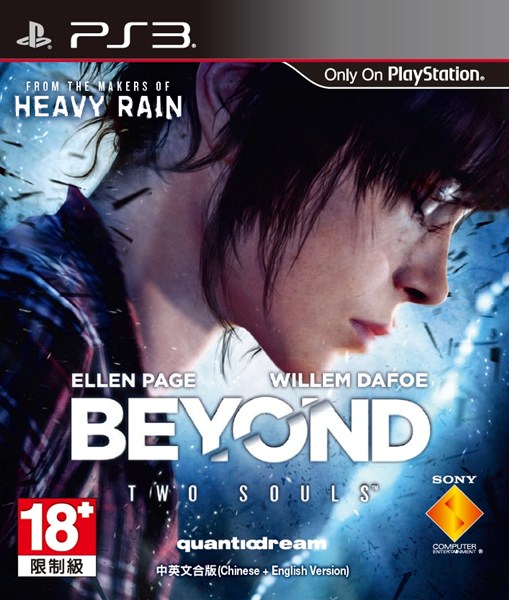 PS3
Only On PlayStation®
FROM THE MAKERS OF
HEAVY RAIN
ELLEN PAGE WILLEM DAFOE
BEYOND
TWO SOULS™
18+
限制級
SONY
COMPUTER
ENTERTAINMENT®
quanticdream
中英文合版(Chinese + English Version)